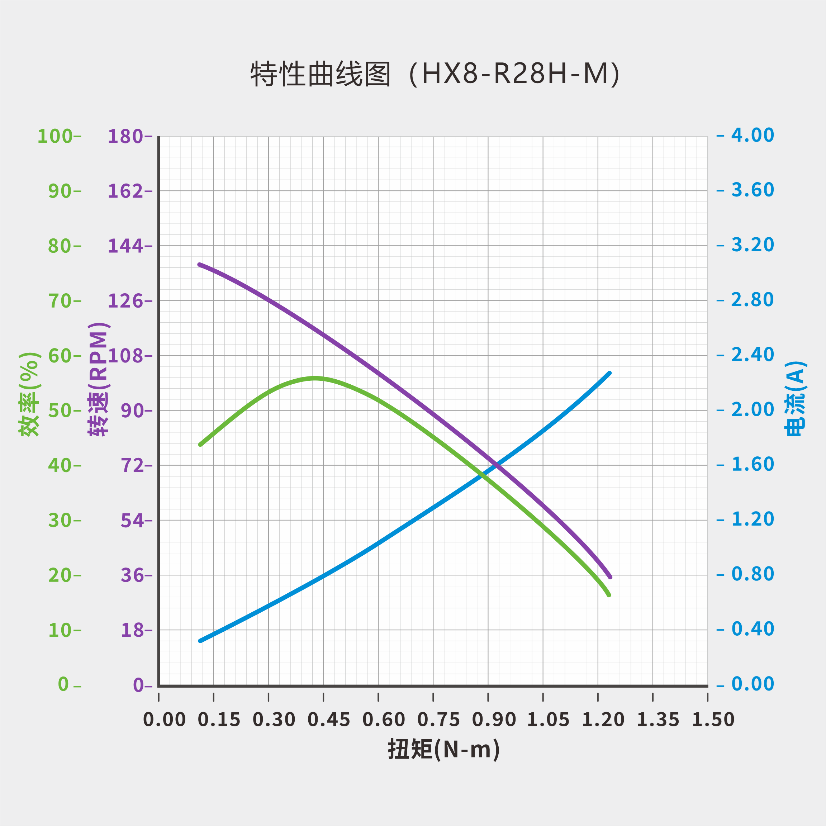 特性曲线图（HX8-R28H-M）
100- 180- - 4.00
90- 162- - 3.60
80- 144- - 3.20
70- 126- - 2.80
60- 108- - 2.40
50- 90- - 2.00
40- 72- - 1.60
30- 54- - 1.20
20- 36- - 0.80
10- 18- - 0.40
0- 0- - 0.00
效率(%)
转速(RPM)
电流(A)
0.00 0.15 0.30 0.45 0.60 0.75 0.90 1.05 1.20 1.35 1.50
扭矩(N-m)